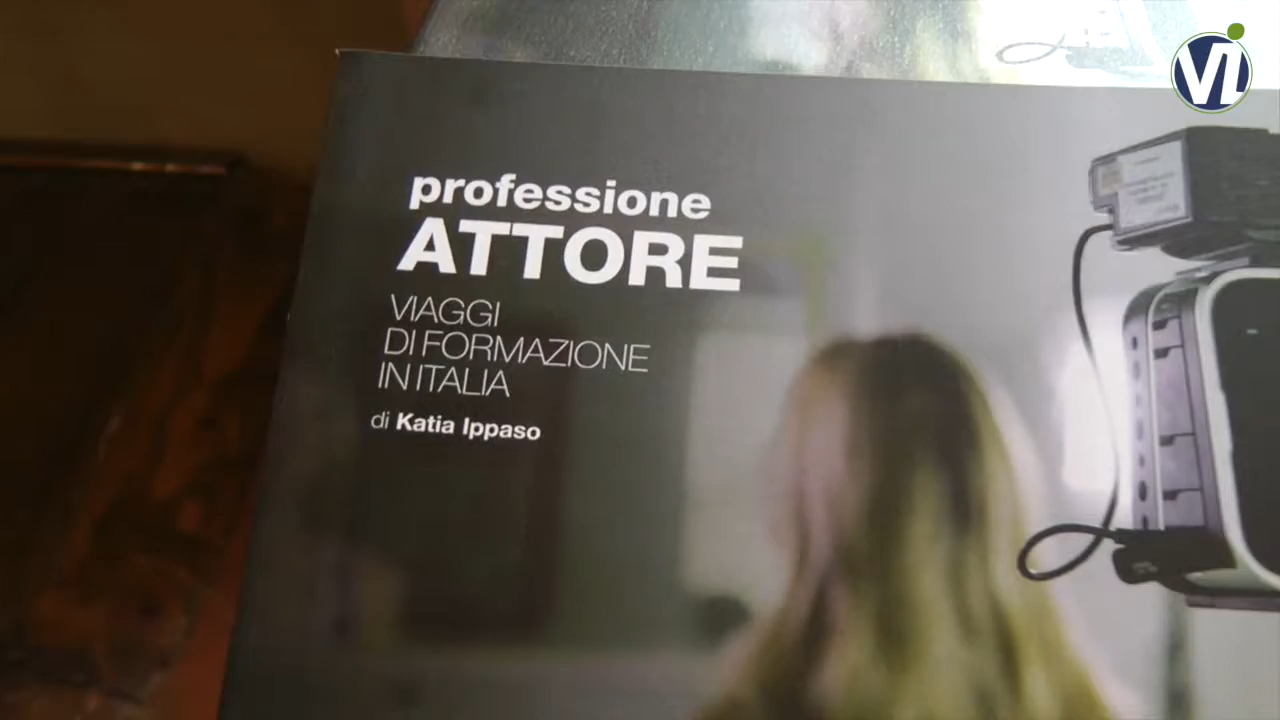 professione
ATTORE
VIAGGI
DI FORMAZIONE
IN ITALIA
di Katia Ippaso
VL